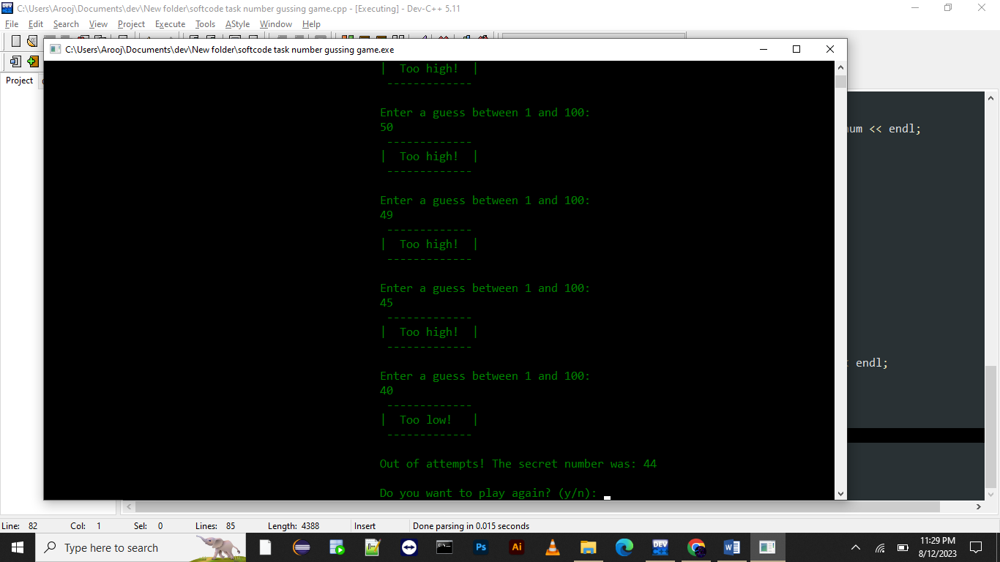 C:\Users\Arooj\Documents\dev\New folder\softcode task number gussing game.cpp - [Executing] - Dev-C++ 5.11
File Edit Search View Project Execute Tools AStyle Window Help
C:\Users\Arooj\Documents\dev\New folder\softcode task number gussing game.exe
Project
| Too high! |
-------------
Enter a guess between 1 and 100:
50
-------------
| Too high! |
-------------
Enter a guess between 1 and 100:
49
-------------
| Too high! |
-------------
Enter a guess between 1 and 100:
45
-------------
| Too high! |
-------------
Enter a guess between 1 and 100:
40
-------------
| Too low! |
-------------
Out of attempts! The secret number was: 44
Do you want to play again? (y/n):
num << endl;
endl;
Line: 82 Col: 1 Sel: 0 Lines: 85 Length: 4388 Insert Done parsing in 0.015 seconds
Type here to search
Ps
Ai
DEV
11:29 PM
8/12/2023